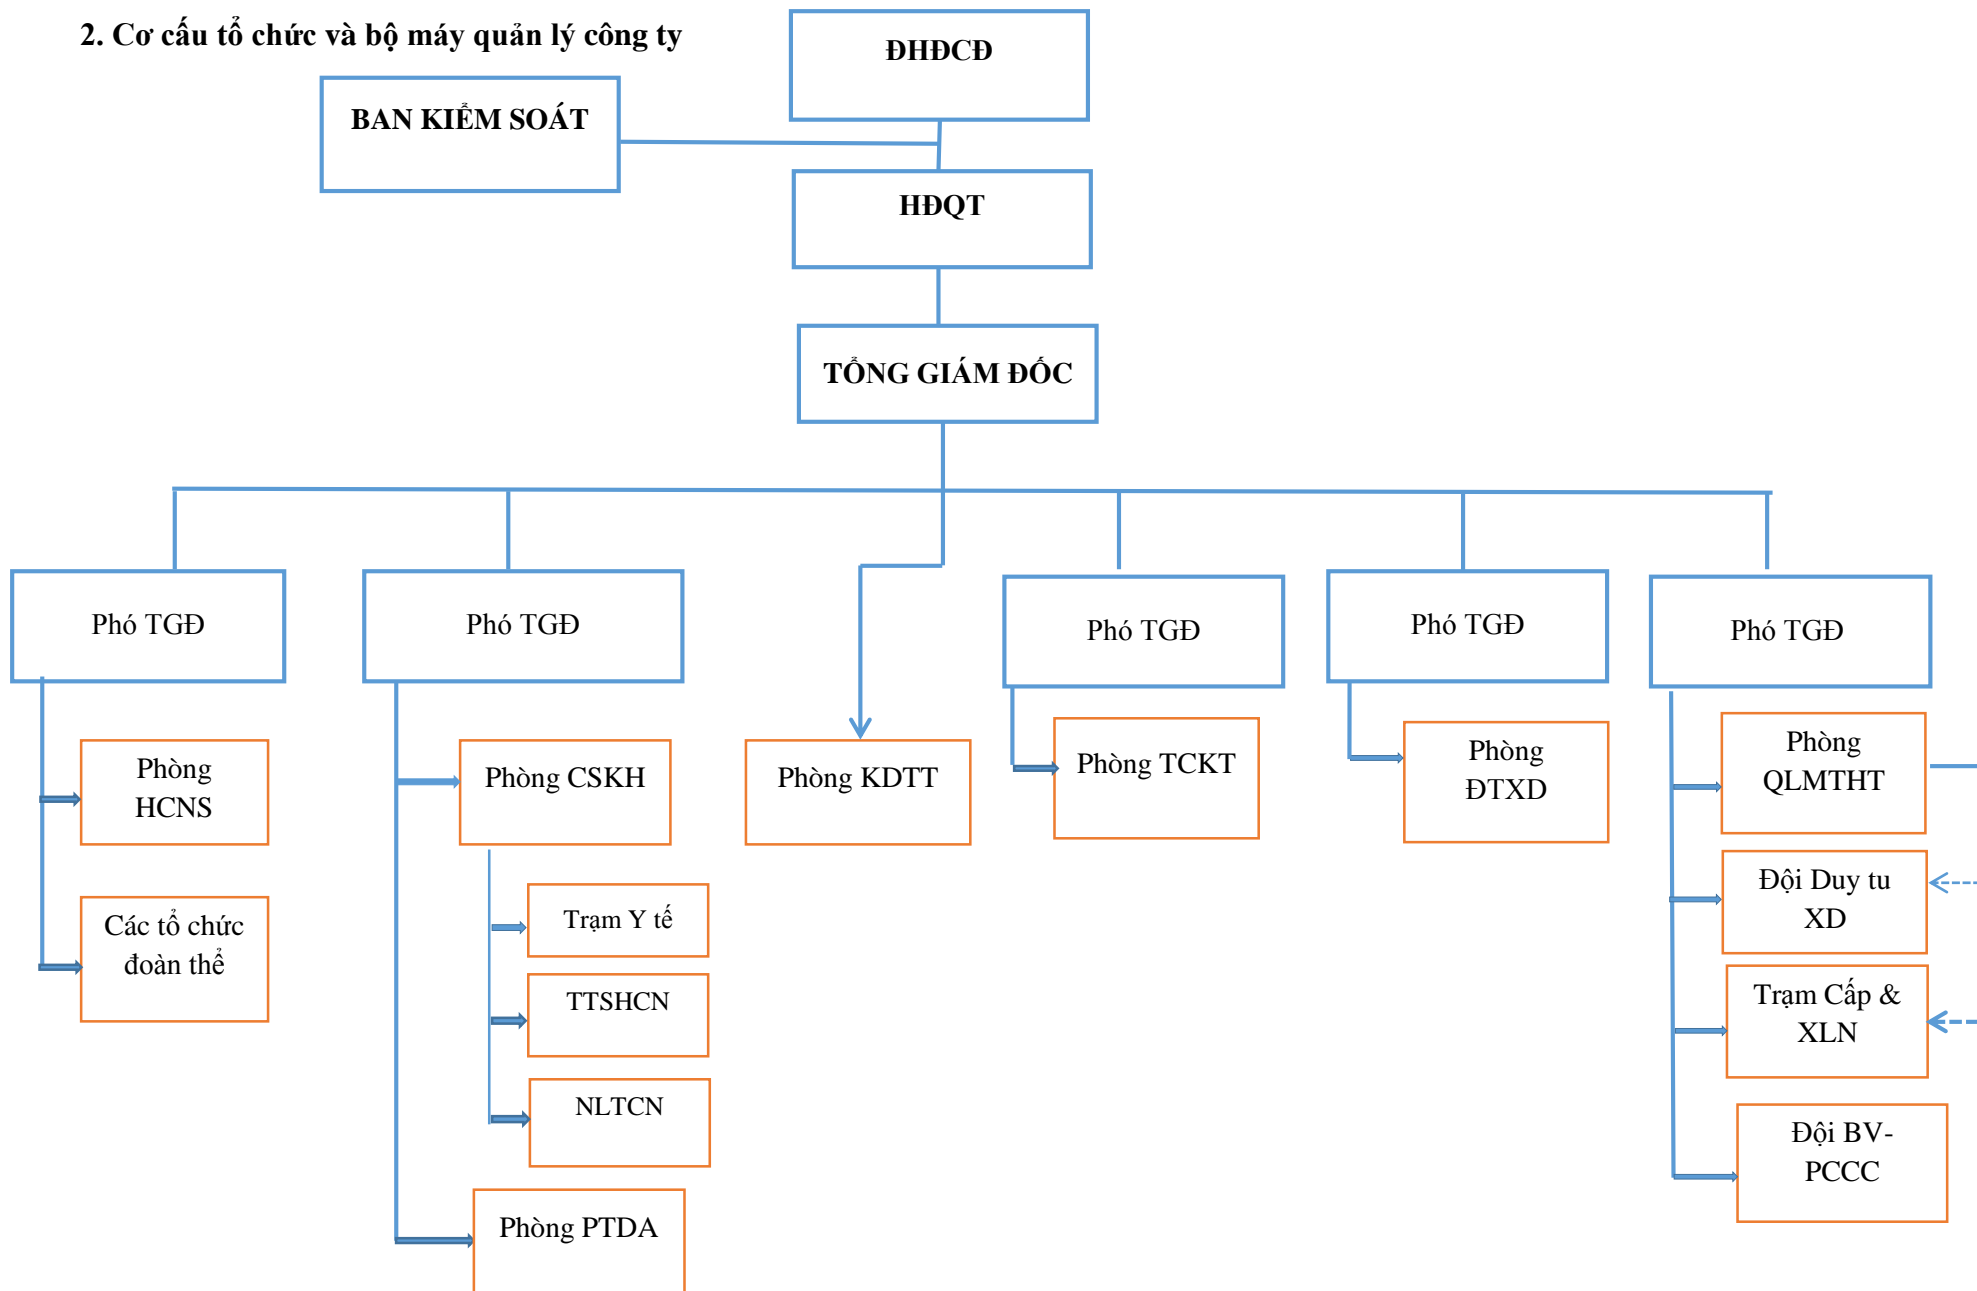 2. Cơ cấu tổ chức và bộ máy quản lý công ty
ĐHĐCĐ
BAN KIỂM SOÁT
HĐQT
TỔNG GIÁM ĐỐC
Phó TGĐ
Phó TGĐ
Phó TGĐ
Phó TGĐ
Phó TGĐ
Phòng
HCNS
Các tổ chức
đoàn thể
Phòng CSKH
Trạm Y tế
TTSHCN
NLTCN
Phòng PTDA
Phòng KDTT
Phòng TCKT
Phòng
ĐTXD
Phòng
QLMTHT
Đội Duy tu
XD
Trạm Cấp &
XLN
Đội BV-
PCCC